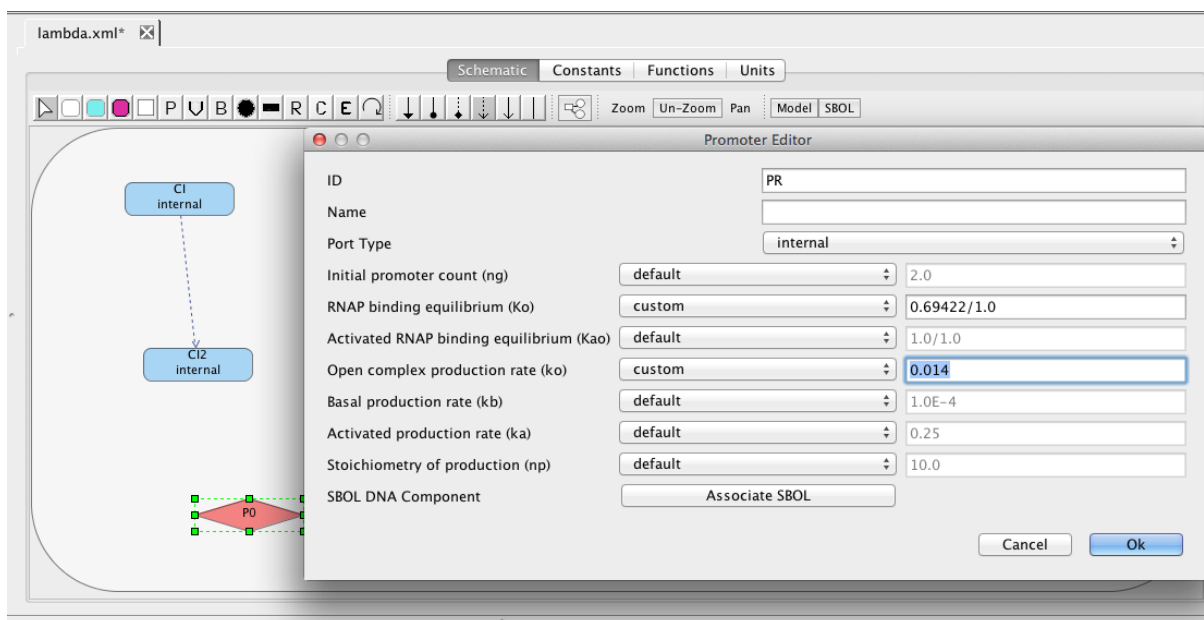 lambda.xml*
Schematic Constants Functions Units
P V B R C E Zoom Un-Zoom Pan Model SBOL
Promoter Editor
CI
internal
CI2
internal
P0
ID PR
Name
Port Type internal
Initial promoter count (ng) default 2.0
RNAP binding equilibrium (Ko) custom 0.69422/1.0
Activated RNAP binding equilibrium (Kao) default 1.0/1.0
Open complex production rate (ko) custom 0.014
Basal production rate (kb) default 1.0E-4
Activated production rate (ka) default 0.25
Stoichiometry of production (np) default 10.0
SBOL DNA Component Associate SBOL
Cancel Ok